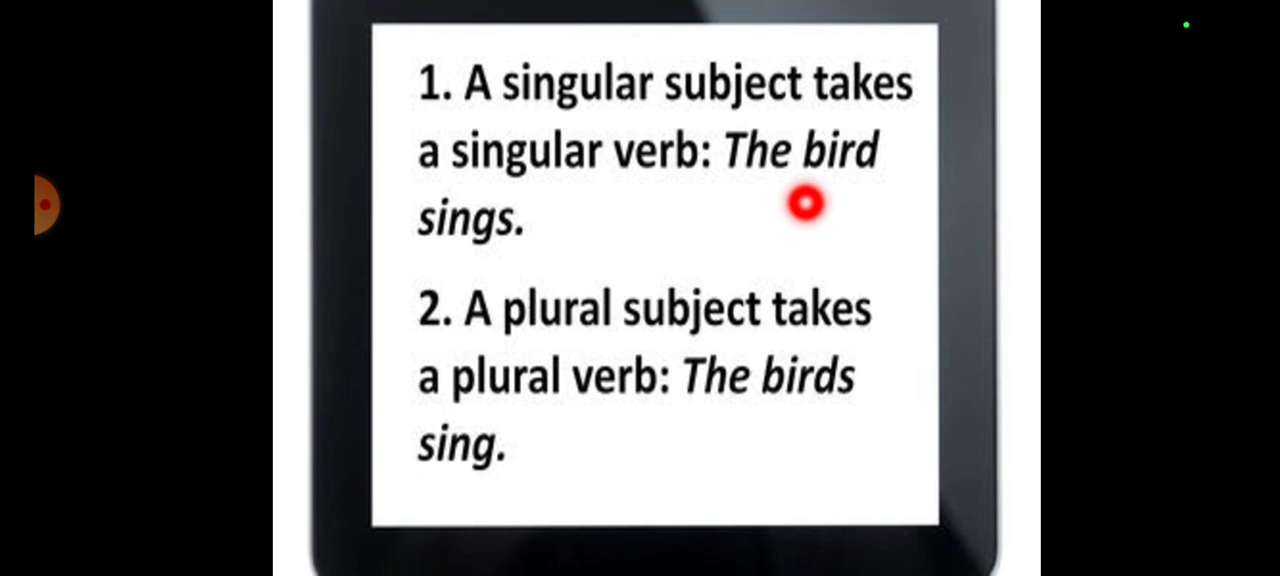 1. A singular subject takes
a singular verb: The bird
sings.
2. A plural subject takes
a plural verb: The birds
sing.